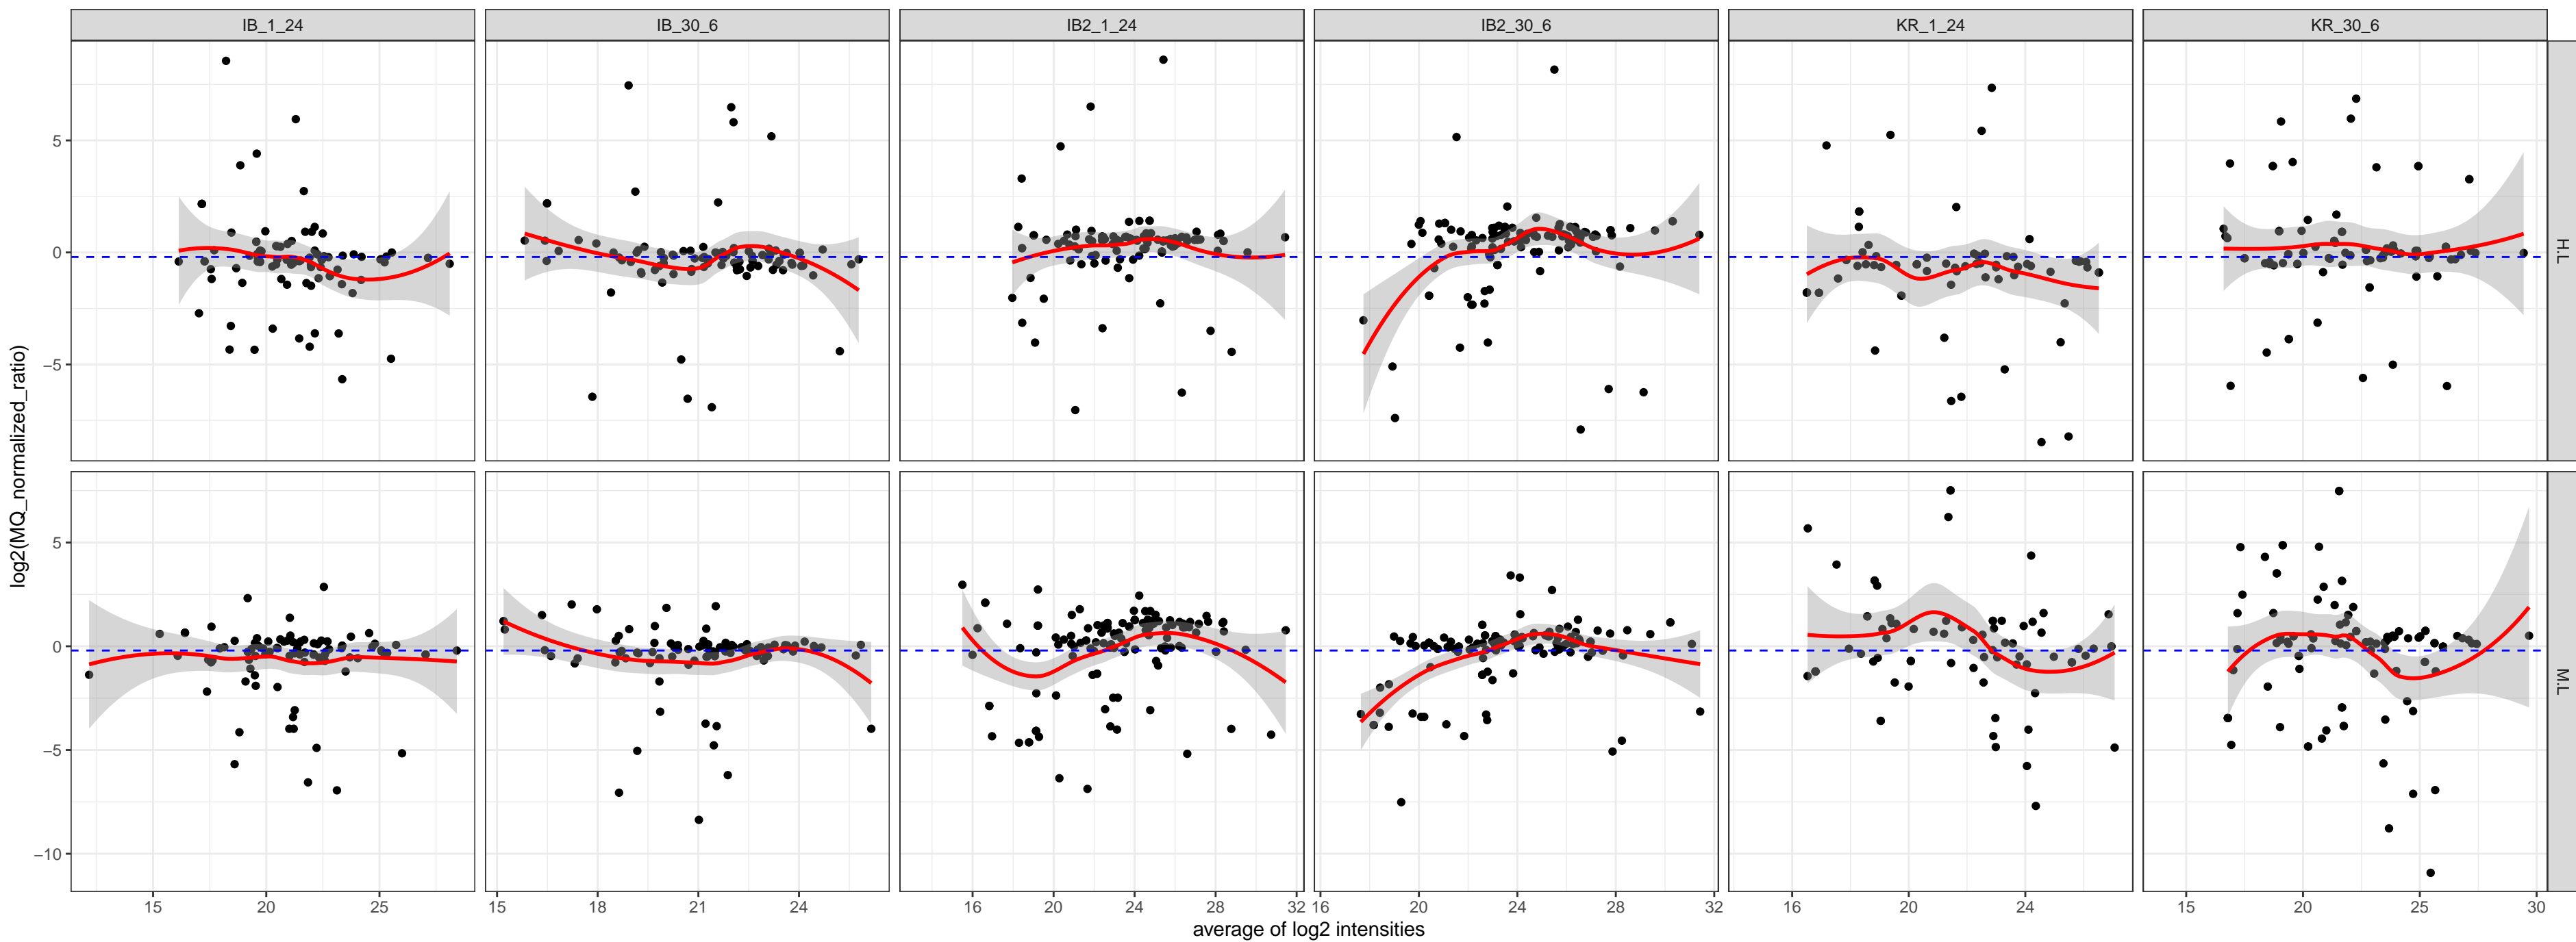 IB_1_24 IB_30_6 IB2_1_24 IB2_30_6 KR_1_24 KR_30_6
5
0
−5
H.L
log2(MQ_normalized_ratio)
5
0
−5
−10
M.L
15 20 25 15 18 21 24 16 20 24 28 32 16 20 24 28 32 16 20 24 15 20 25 30
average of log2 intensities